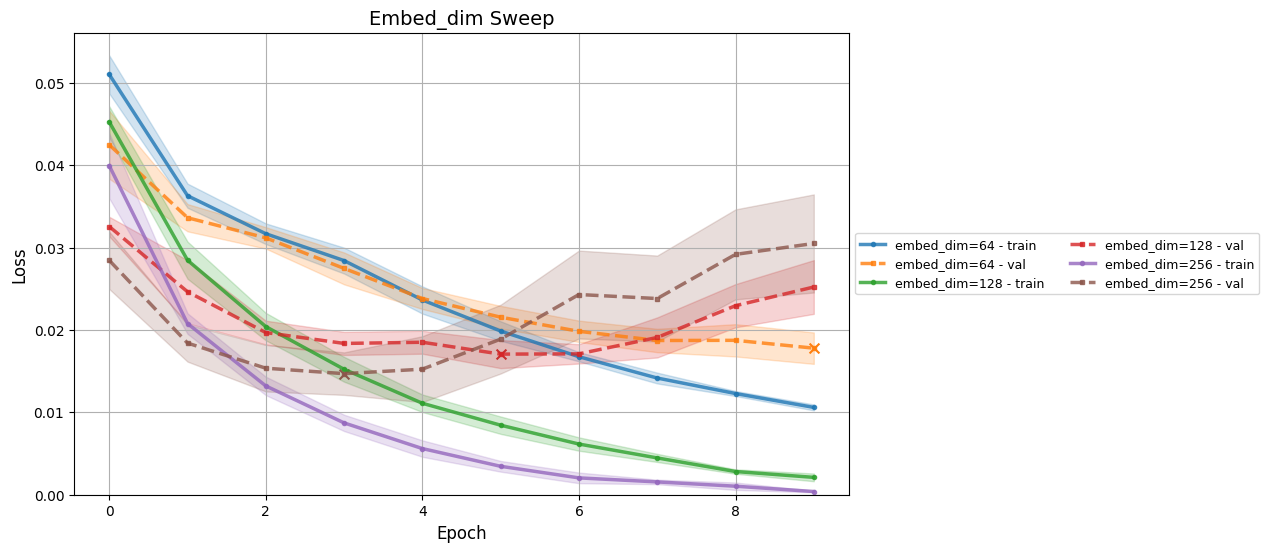 Embed_dim Sweep
Loss
0.05
0.04
0.03
0.02
0.01
0.00
0 2 4 6 8
Epoch
embed_dim=64 - train
embed_dim=64 - val
embed_dim=128 - train
embed_dim=128 - val
embed_dim=256 - train
embed_dim=256 - val